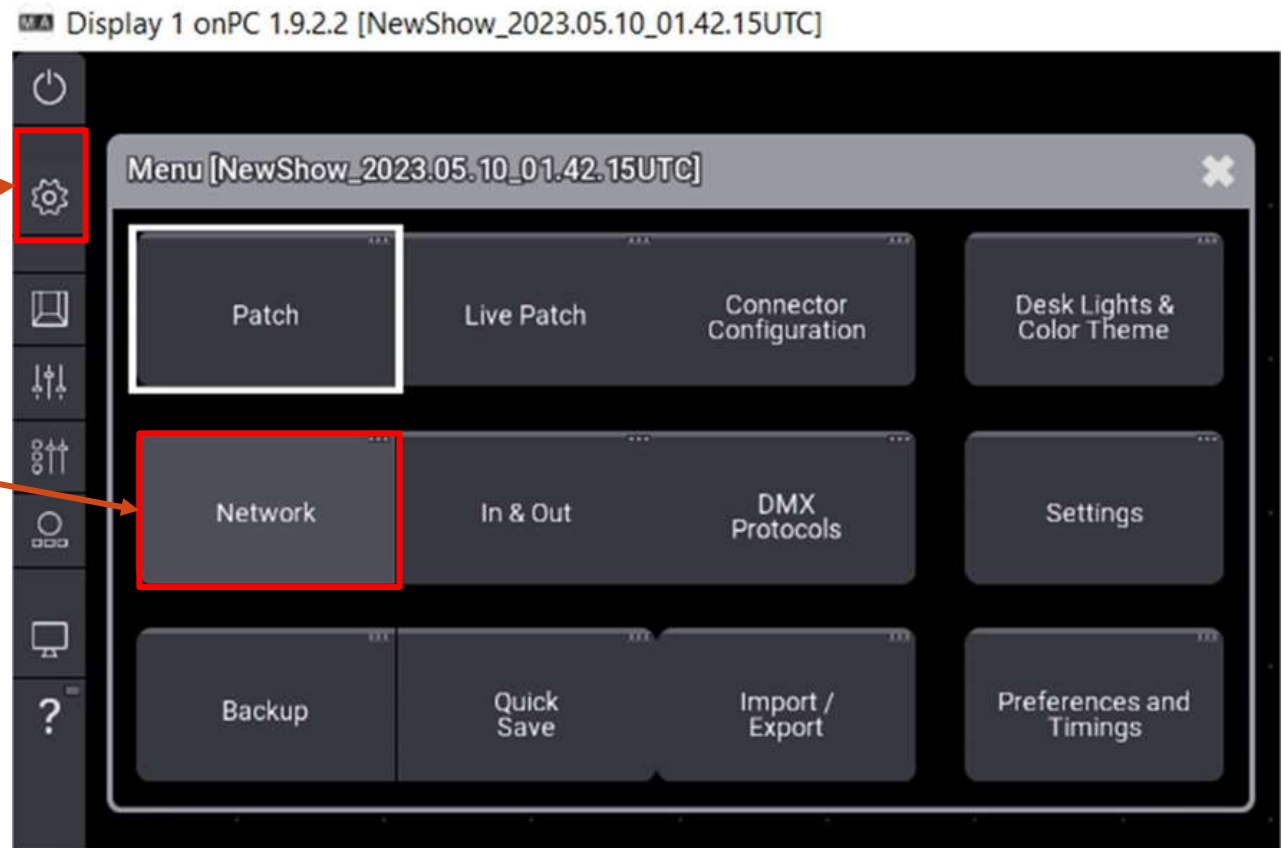 MA Display 1 onPC 1.9.2.2 [NewShow_2023.05.10_01.42.15UTC]
Menu [NewShow_2023.05.10_01.42.15UTC]
Patch
Live Patch
Connector
Configuration
Desk Lights &
Color Theme
Network
In & Out
DMX
Protocols
Settings
Backup
Quick
Save
Import /
Export
Preferences and
Timings
?